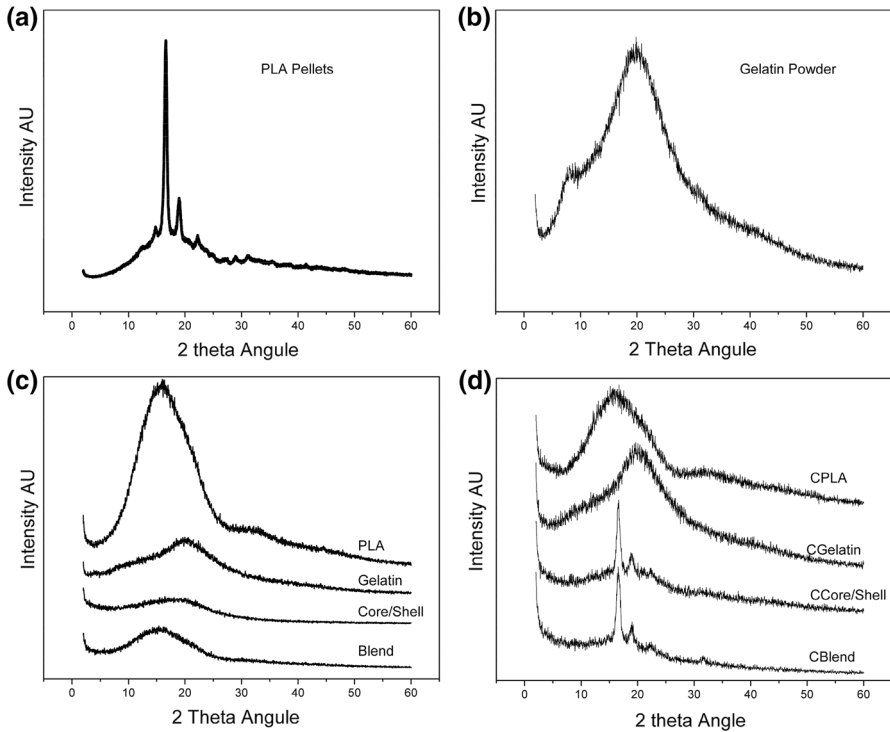 (a)
PLA Pellets
Intensity AU
0 10 20 30 40 50 60
2 theta Angule
(b)
Gelatin Powder
Intensity AU
0 10 20 30 40 50 60
2 Theta Angule
(c)
PLA
Gelatin
Core/Shell
Blend
Intensity AU
0 10 20 30 40 50 60
2 Theta Angule
(d)
CPLA
CGelatin
CCore/Shell
CBlend
Intensity AU
0 10 20 30 40 50 60
2 theta Angle